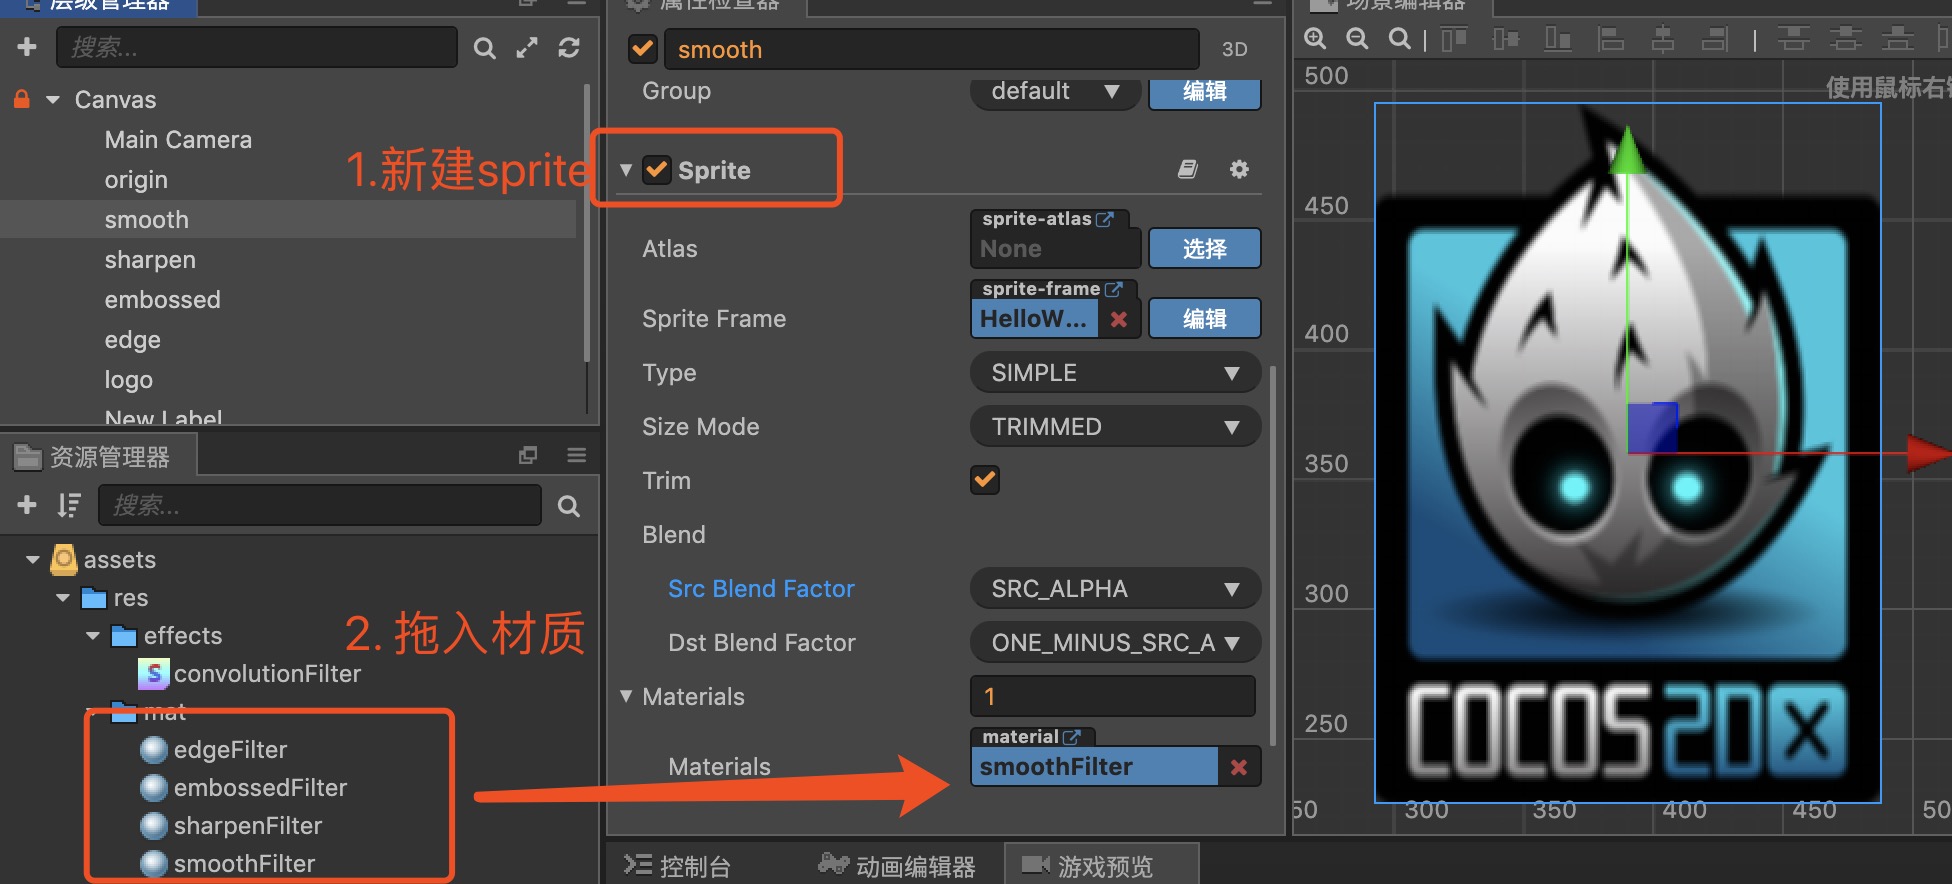 层级管理器
搜索...
Canvas
Main Camera
origin
smooth
sharpen
embossed
edge
logo
New Label
1.新建sprite
资源管理器
搜索...
assets
res
effects
convolutionFilter
mat
edgeFilter
embossedFilter
sharpenFilter
smoothFilter
2. 拖入材质
属性检查器
smooth
3D
Group
default
编辑
Sprite
Atlas
sprite-atlas
None
选择
Sprite Frame
sprite-frame
HelloW...
编辑
Type
SIMPLE
Size Mode
TRIMMED
Trim
Blend
Src Blend Factor
SRC_ALPHA
Dst Blend Factor
ONE_MINUS_SRC_A
Materials
1
Materials
material
smoothFilter
控制台
动画编辑器
游戏预览
场景编辑器
使用鼠标右
500
450
400
350
300
250
50
300
350
400
450
50
COCOS2DX